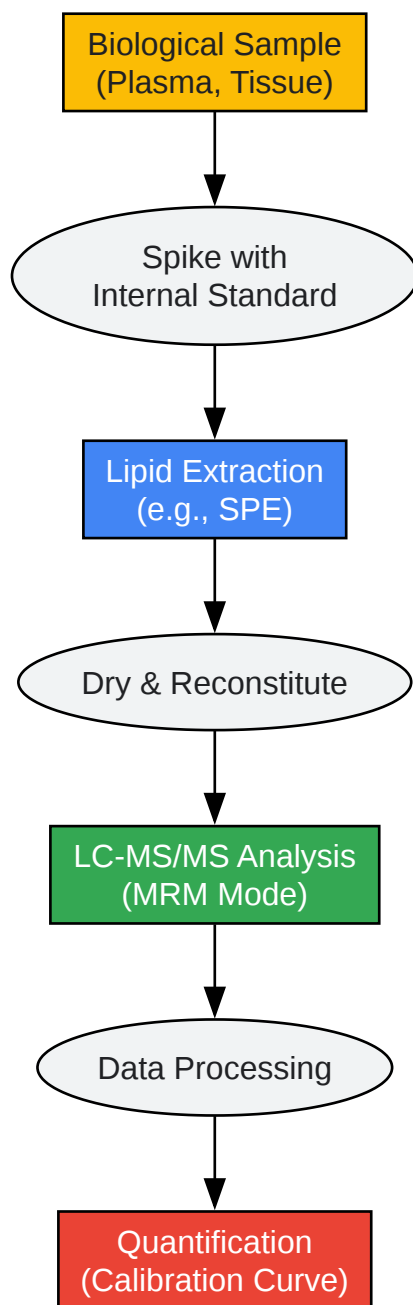 Biological Sample
(Plasma, Tissue)
Spike with
Internal Standard
Lipid Extraction
(e.g., SPE)
Dry & Reconstitute
LC-MS/MS Analysis
(MRM Mode)
Data Processing
Quantification
(Calibration Curve)